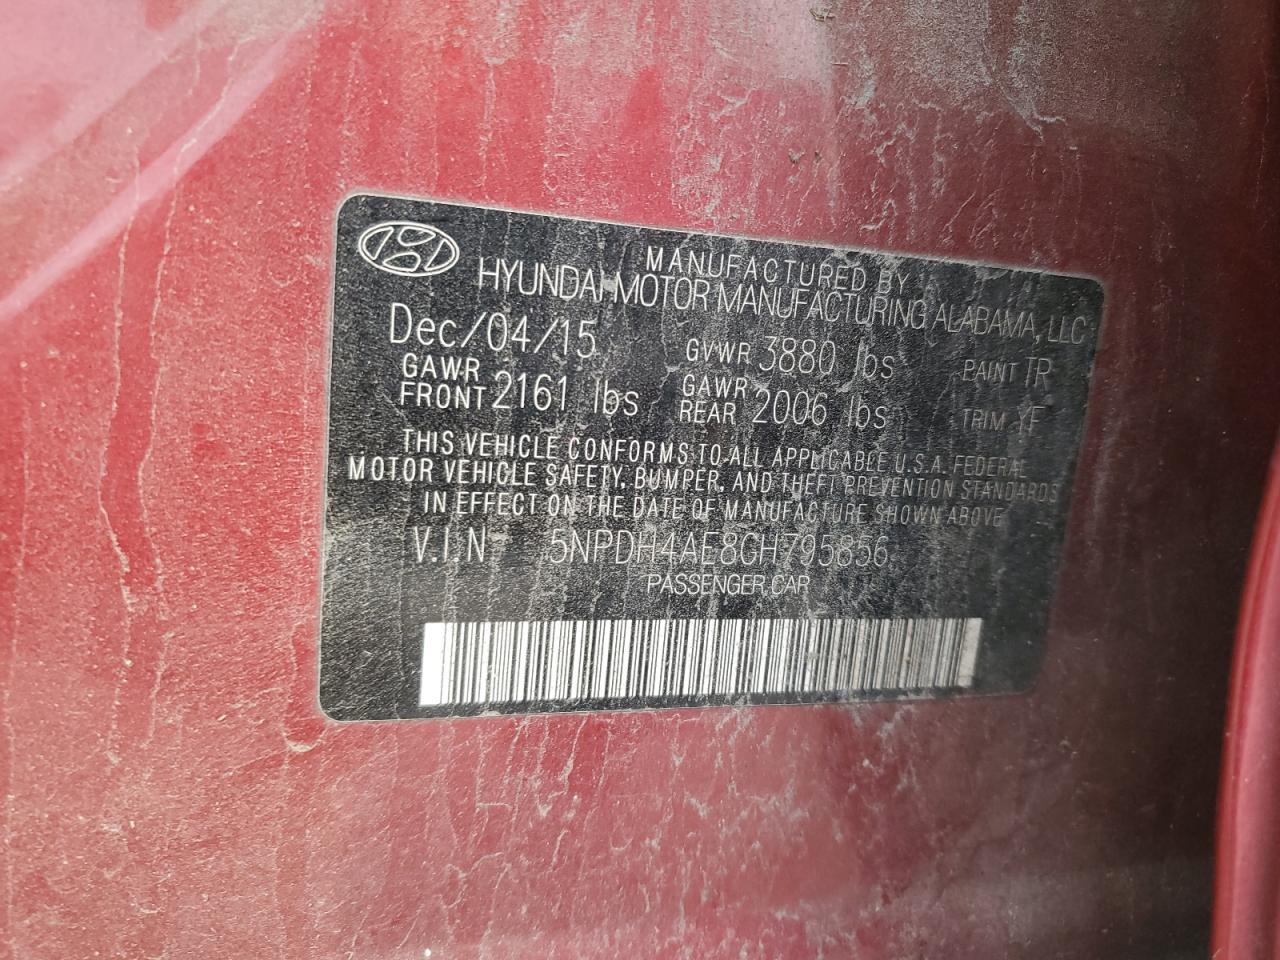 MANUFACTURED BY
HYUNDAI MOTOR MANUFACTURING ALABAMA, LLC
Dec/04/15 GVWR 3880 lbs PAINT TR
GAWR FRONT 2161 lbs GAWR REAR 2006 lbs TRIM YF
THIS VEHICLE CONFORMS TO ALL APPLICABLE U.S.A. FEDERAL
MOTOR VEHICLE SAFETY, BUMPER, AND THEFT PREVENTION STANDARDS
IN EFFECT ON THE DATE OF MANUFACTURE SHOWN ABOVE
V.I.N 5NPDH4AE8GH795856
PASSENGER CAR